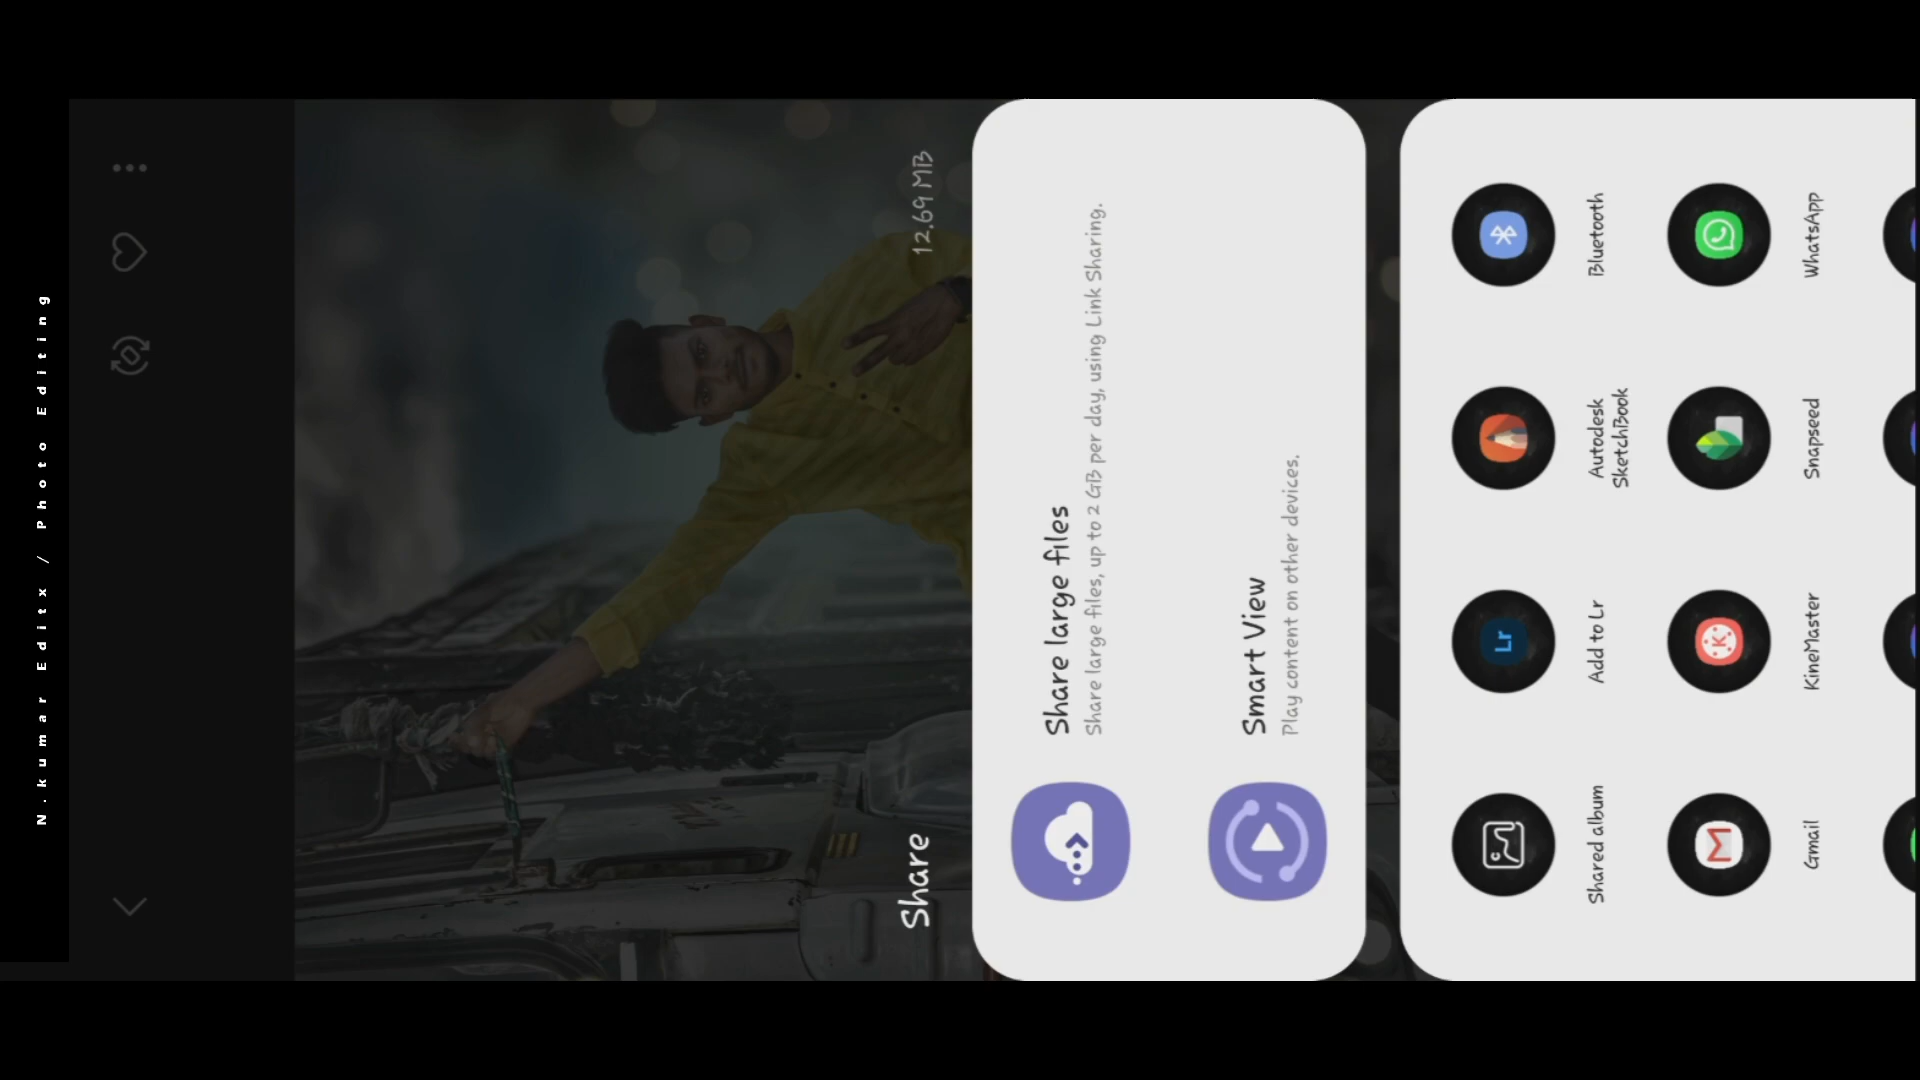 N.kumar Editx / Photo Editing
Share
12.69 MB
Share large files
Share large files, up to 2 GB per day, using Link Sharing.
Smart View
Play content on other devices.
Shared album
Add to Lr
Autodesk
SketchBook
Bluetooth
Gmail
KineMaster
Snapseed
WhatsApp